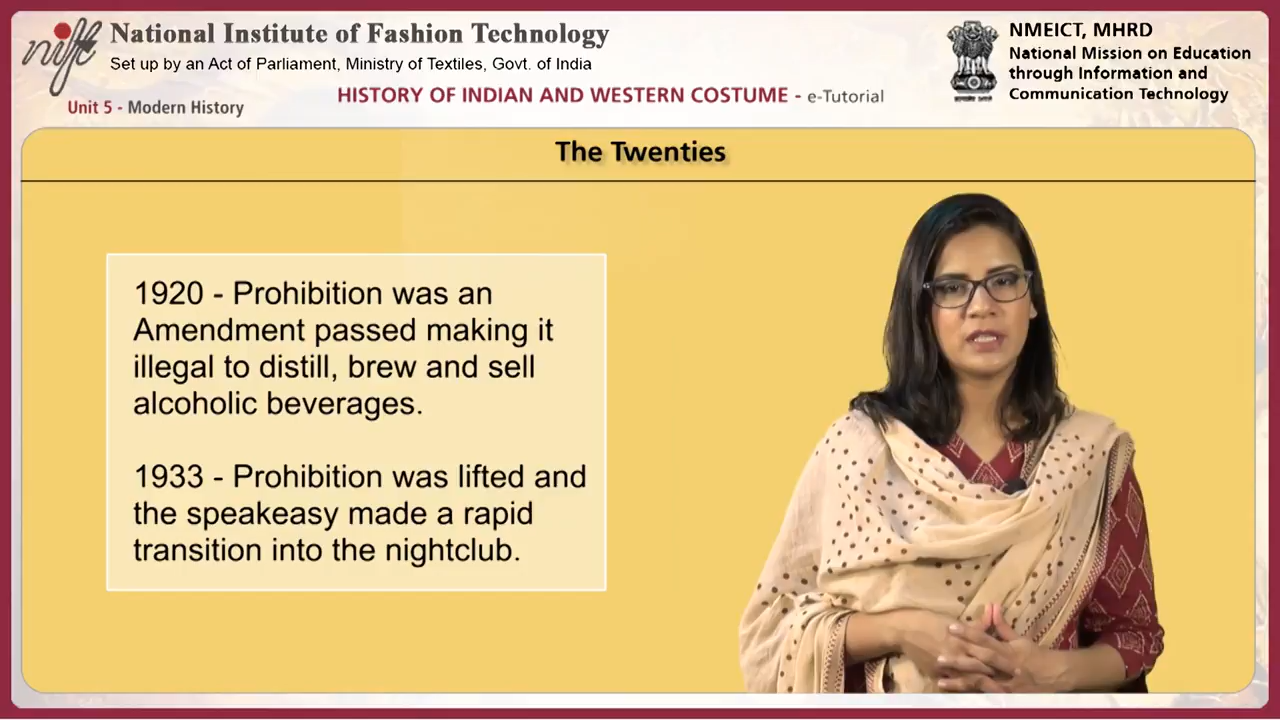 nift
National Institute of Fashion Technology
Set up by an Act of Parliament, Ministry of Textiles, Govt. of India
Unit 5 - Modern History
HISTORY OF INDIAN AND WESTERN COSTUME - e-Tutorial
NMEICT, MHRD
National Mission on Education
through Information and
Communication Technology
The Twenties
1920 - Prohibition was an
Amendment passed making it
illegal to distill, brew and sell
alcoholic beverages.
1933 - Prohibition was lifted and
the speakeasy made a rapid
transition into the nightclub.